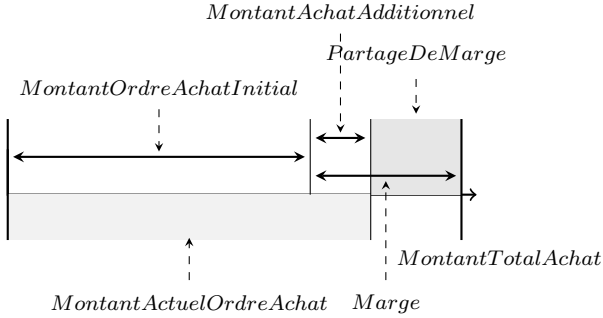 MontantAchatAdditionnel
PartageDeMarge
MontantOrdreAchatInitial
MontantTotalAchat
MontantActuelOrdreAchat
Marge